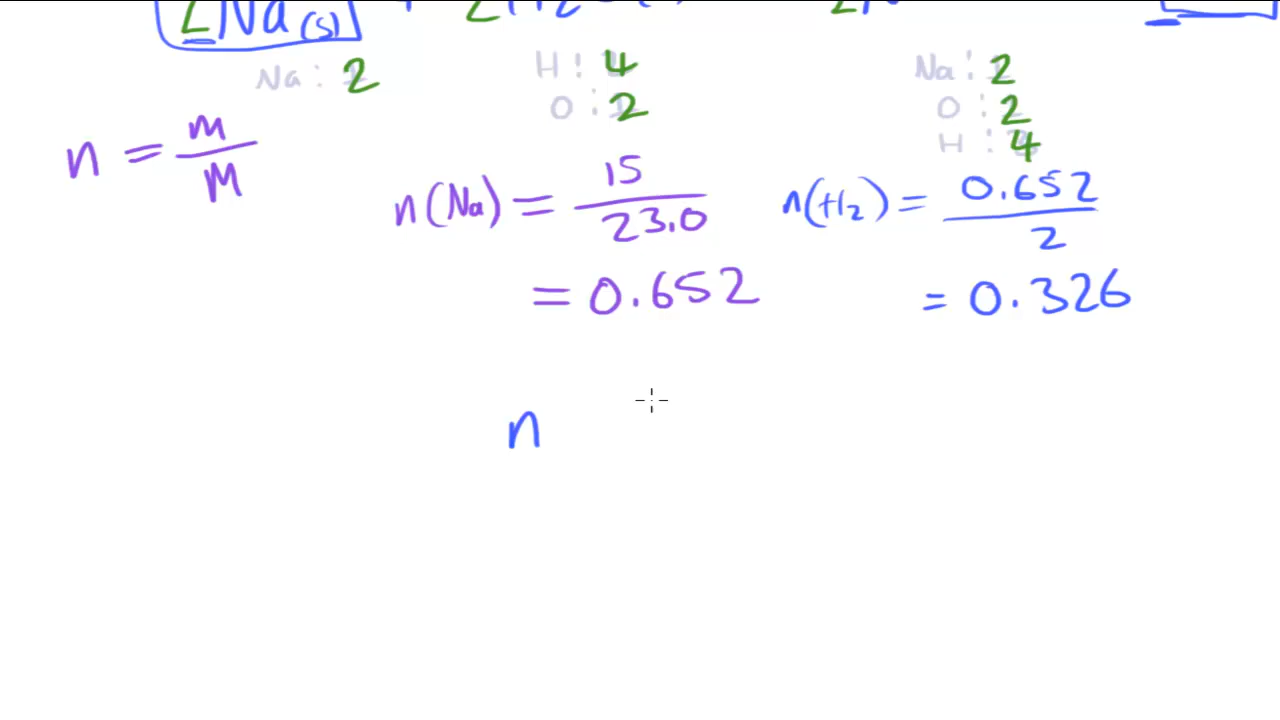 2Na(s)
Na : 2
H : 4
O : 2
Na : 2
O : 2
H : 4
n = m/M
n(Na) = 15/23.0
= 0.652
n(H₂) = 0.652/2
= 0.326
n